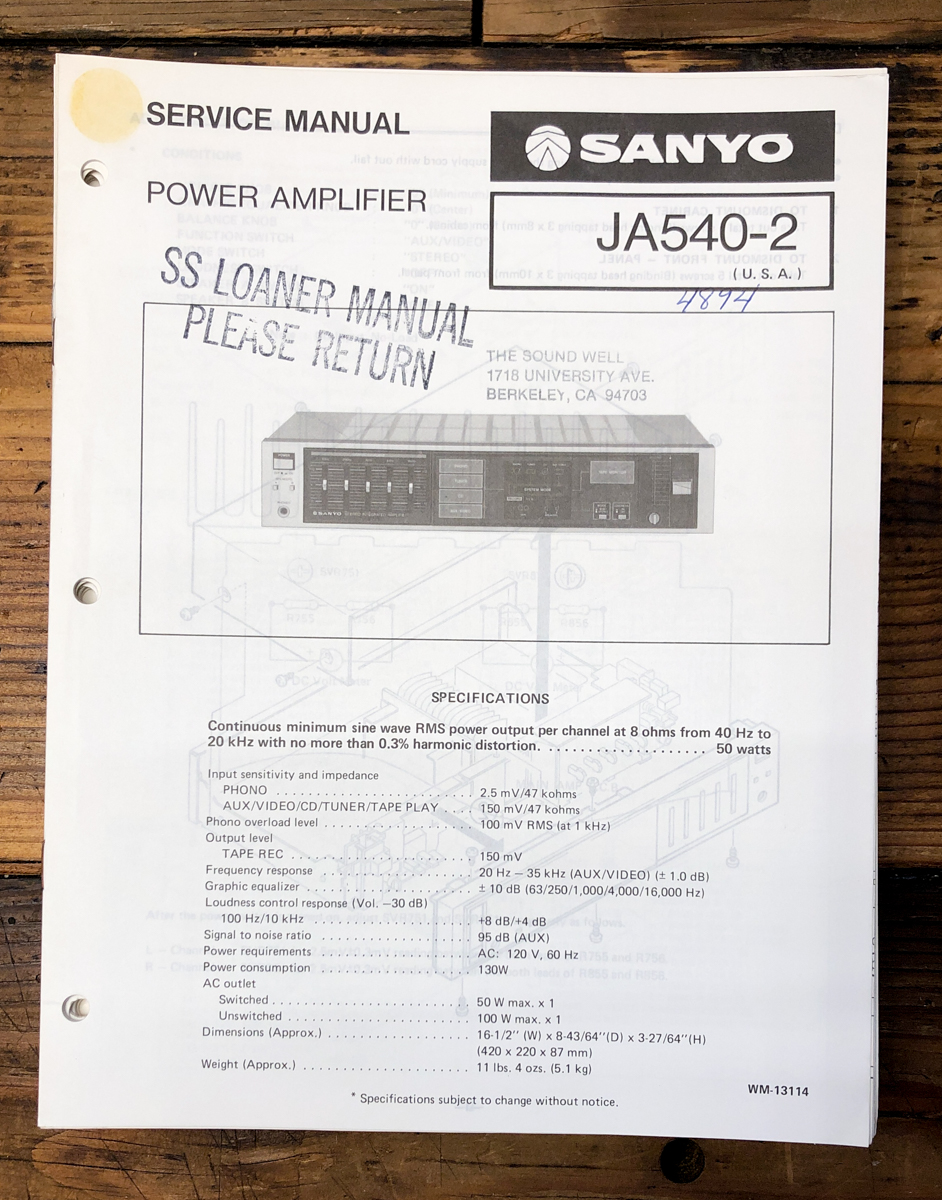 SERVICE MANUAL
SANYO
POWER AMPLIFIER
JA540-2
(U.S.A.)
4894
SS LOANER MANUAL
PLEASE RETURN
THE SOUND WELL
1718 UNIVERSITY AVE.
BERKELEY, CA 94703
SANYO
SPECIFICATIONS
Continuous minimum sine wave RMS power output per channel at 8 ohms from 40 Hz to
20 kHz with no more than 0.3% harmonic distortion. . . . . . . . . . . . . . . . . . . . . 50 watts
Input sensitivity and impedance
PHONO . . . . . . . . . . . . . . . . . . . . . . . . 2.5 mV/47 kohms
AUX/VIDEO/CD/TUNER/TAPE PLAY . . . . 150 mV/47 kohms
Phono overload level . . . . . . . . . . . . . . . . . . 100 mV RMS (at 1 kHz)
Output level
TAPE REC . . . . . . . . . . . . . . . . . . . . . . 150 mV
Frequency response . . . . . . . . . . . . . . . . . . . 20 Hz – 35 kHz (AUX/VIDEO) (± 1.0 dB)
Graphic equalizer . . . . . . . . . . . . . . . . . . . . ± 10 dB (63/250/1,000/4,000/16,000 Hz)
Loudness control response (Vol. –30 dB)
100 Hz/10 kHz . . . . . . . . . . . . . . . . . . . . +8 dB/+4 dB
Signal to noise ratio . . . . . . . . . . . . . . . . . . . 95 dB (AUX)
Power requirements . . . . . . . . . . . . . . . . . . . AC: 120 V, 60 Hz
Power consumption . . . . . . . . . . . . . . . . . . . 130W
AC outlet
Switched . . . . . . . . . . . . . . . . . . . . . . . . 50 W max. x 1
Unswitched . . . . . . . . . . . . . . . . . . . . . . 100 W max. x 1
Dimensions (Approx.) . . . . . . . . . . . . . . . . . 16-1/2'' (W) x 8-43/64''(D) x 3-27/64''(H)
(420 x 220 x 87 mm)
Weight (Approx.) . . . . . . . . . . . . . . . . . . . . 11 lbs. 4 ozs. (5.1 kg)
WM-13114
* Specifications subject to change without notice.